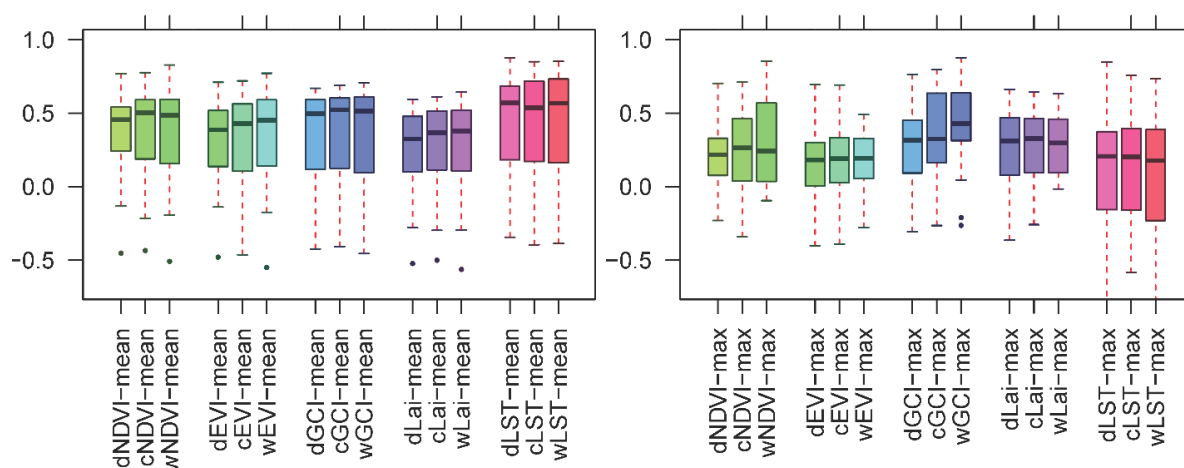 1.0
0.5
0.0
−0.5
dNDVI−mean
cNDVI−mean
wNDVI−mean
dEVI−mean
cEVI−mean
wEVI−mean
dGCI−mean
cGCI−mean
wGCI−mean
dLai−mean
cLai−mean
wLai−mean
dLST−mean
cLST−mean
wLST−mean
1.0
0.5
0.0
−0.5
dNDVI−max
cNDVI−max
wNDVI−max
dEVI−max
cEVI−max
wEVI−max
dGCI−max
cGCI−max
wGCI−max
dLai−max
cLai−max
wLai−max
dLST−max
cLST−max
wLST−max